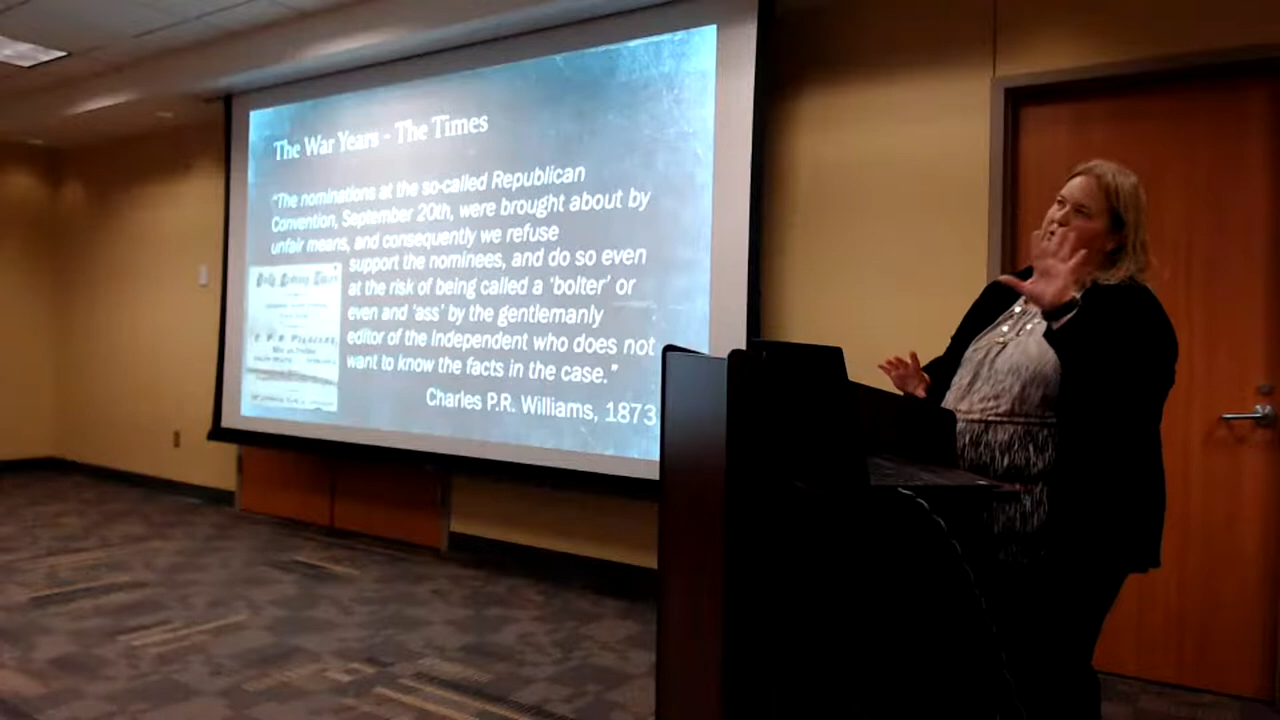 The War Years - The Times
"The nominations at the so-called Republican
Convention, September 20th, were brought about by
unfair means, and consequently we refuse
support the nominees, and do so even
at the risk of being called a 'bolter' or
even and 'ass' by the gentlemanly
editor of the Independent who does not
want to know the facts in the case."
Charles P.R. Williams, 1873